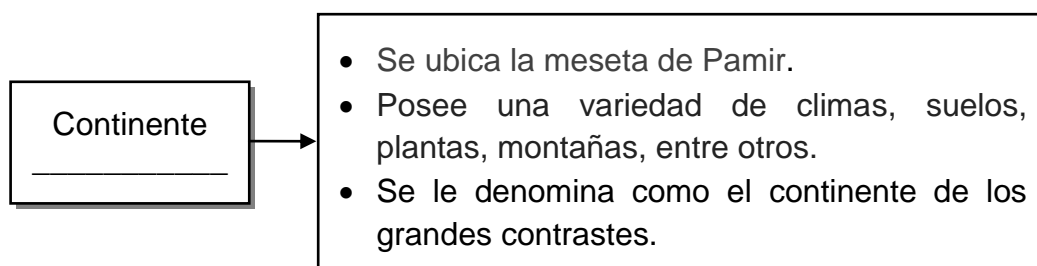 Continente
___________
• Se ubica la meseta de Pamir.
• Posee una variedad de climas, suelos,
plantas, montañas, entre otros.
• Se le denomina como el continente de los
grandes contrastes.